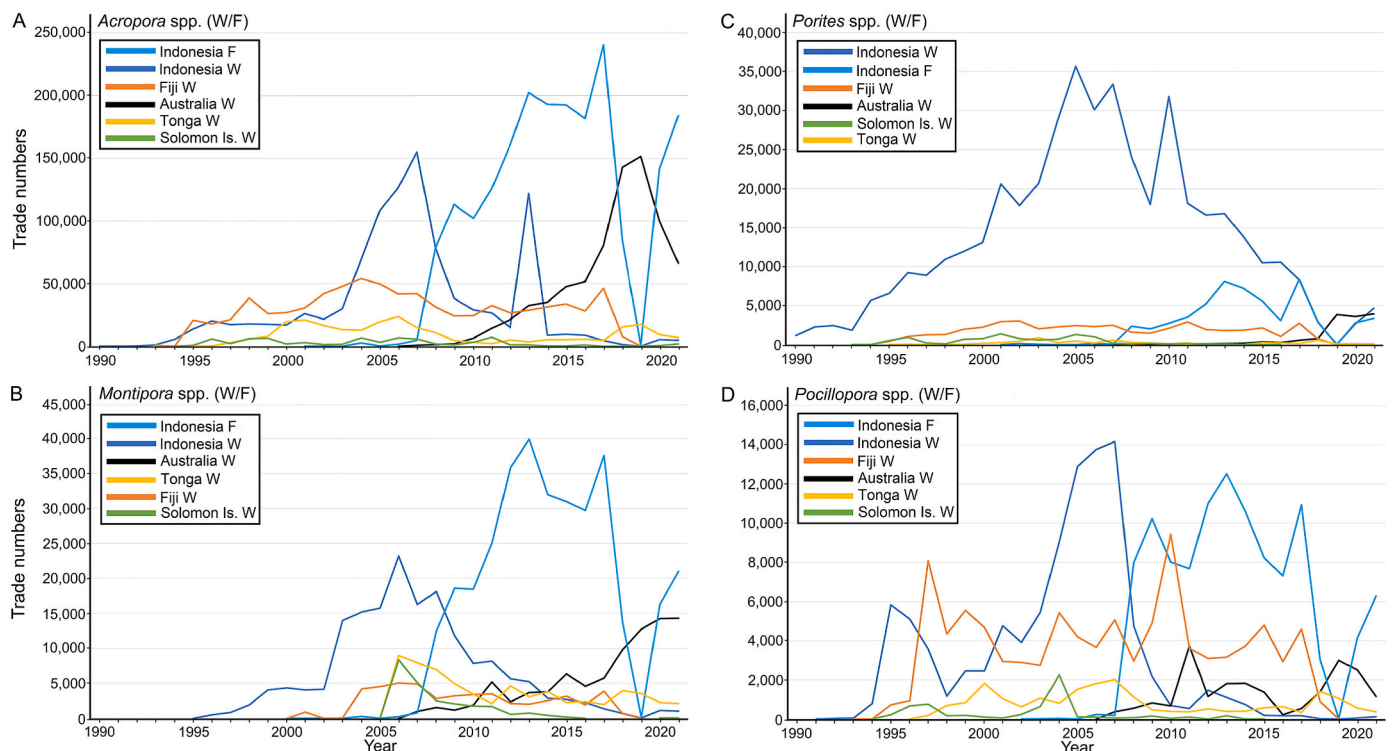 A
Acropora spp. (W/F)
250,000
200,000
150,000
100,000
50,000
0
Trade numbers
Indonesia F
Indonesia W
Fiji W
Australia W
Tonga W
Solomon Is. W
1990 1995 2000 2005 2010 2015 2020
C
Porites spp. (W/F)
40,000
35,000
30,000
25,000
20,000
15,000
10,000
5,000
0
Indonesia W
Indonesia F
Fiji W
Australia W
Solomon Is. W
Tonga W
1990 1995 2000 2005 2010 2015 2020
B
Montipora spp. (W/F)
45,000
40,000
35,000
30,000
25,000
20,000
15,000
10,000
5,000
0
Trade numbers
Indonesia F
Indonesia W
Australia W
Tonga W
Fiji W
Solomon Is. W
1990 1995 2000 2005 2010 2015 2020
Year
D
Pocillopora spp. (W/F)
16,000
14,000
12,000
10,000
8,000
6,000
4,000
2,000
0
Indonesia F
Indonesia W
Fiji W
Australia W
Tonga W
Solomon Is. W
1990 1995 2000 2005 2010 2015 2020
Year